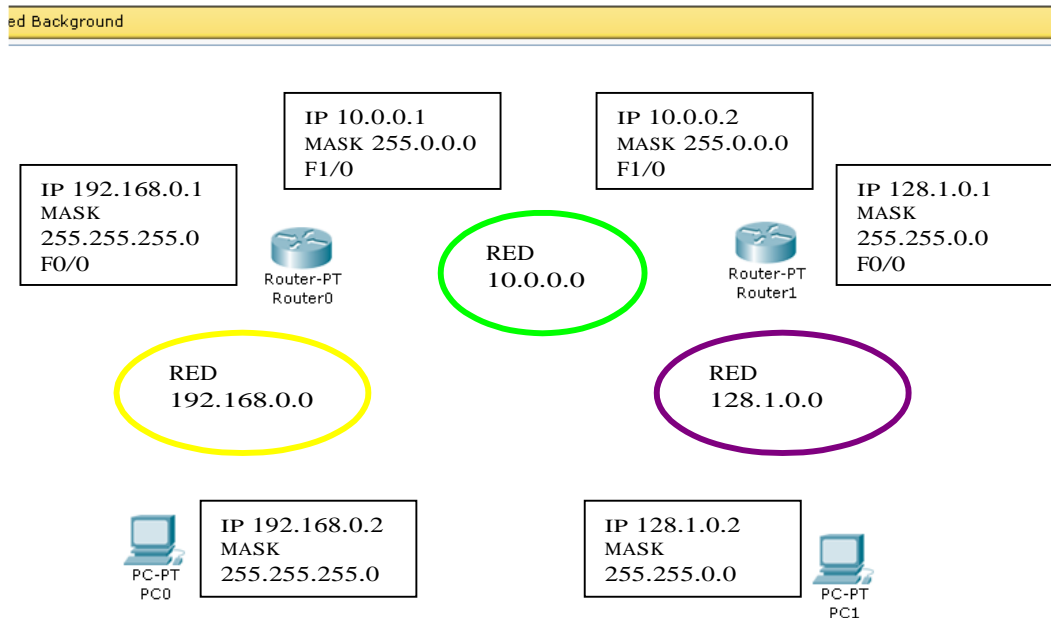 ed Background
IP 10.0.0.1
MASK 255.0.0.0
F1/0
IP 10.0.0.2
MASK 255.0.0.0
F1/0
IP 192.168.0.1
MASK
255.255.255.0
F0/0
IP 128.1.0.1
MASK
255.255.0.0
F0/0
Router-PT
Router0
RED
10.0.0.0
Router-PT
Router1
RED
192.168.0.0
RED
128.1.0.0
PC-PT
PC0
IP 192.168.0.2
MASK
255.255.255.0
IP 128.1.0.2
MASK
255.255.0.0
PC-PT
PC1